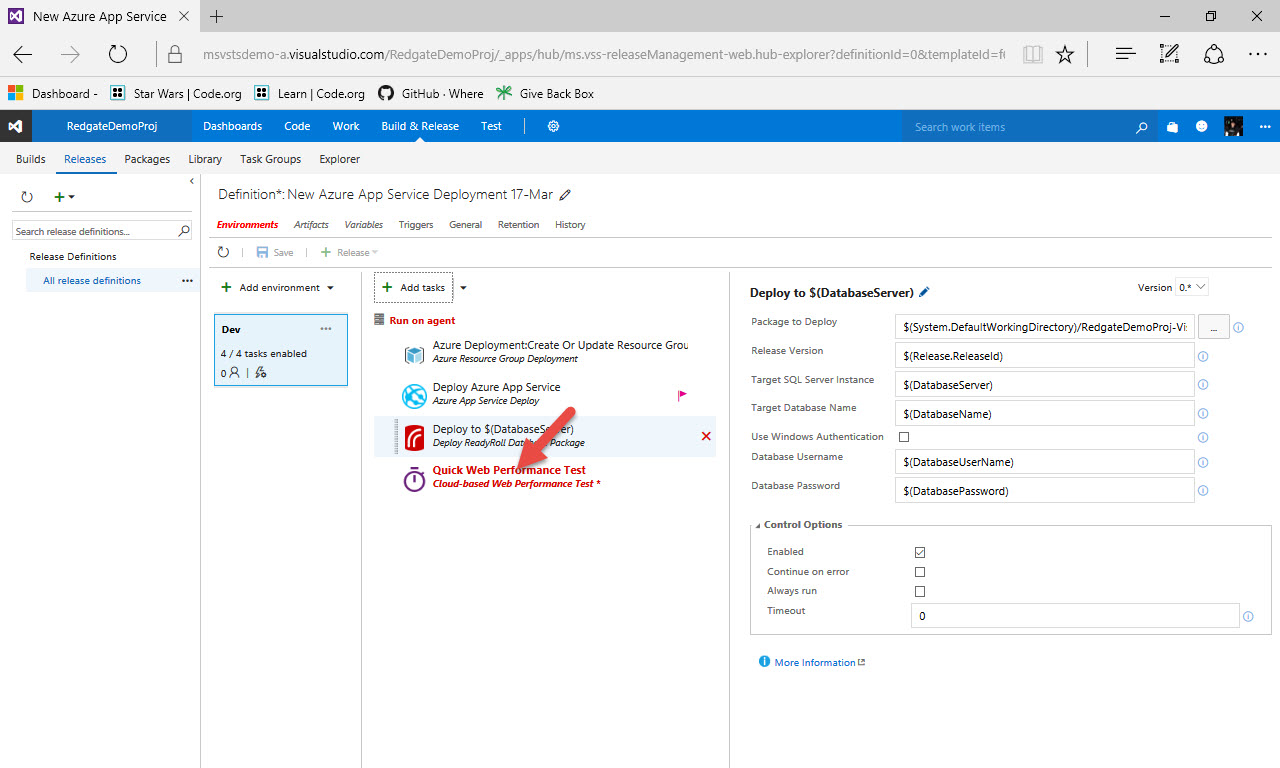 New Azure App Service
msvstsdemo-a.visualstudio.com/RedgateDemoProj/_apps/hub/ms.vss-releaseManagement-web.hub-explorer?definitionId=0&templateId=f
Dashboard - Star Wars | Code.org Learn | Code.org GitHub · Where Give Back Box
RedgateDemoProj Dashboards Code Work Build & Release Test Search work items
Builds Releases Packages Library Task Groups Explorer
Definition*: New Azure App Service Deployment 17-Mar
Search release definitions...
Environments Artifacts Variables Triggers General Retention History
Release Definitions
Save Release
All release definitions
Add environment
Add tasks
Dev
4 / 4 tasks enabled
0
Run on agent
Azure Deployment:Create Or Update Resource Grou
Azure Resource Group Deployment
Deploy Azure App Service
Azure App Service Deploy
Deploy to $(DatabaseServer)
Deploy ReadyRoll Package
Quick Web Performance Test
Cloud-based Web Performance Test *
Deploy to $(DatabaseServer)
Version 0.*
Package to Deploy $(System.DefaultWorkingDirectory)/RedgateDemoProj-Vi ...
Release Version $(Release.ReleaseId)
Target SQL Server Instance $(DatabaseServer)
Target Database Name $(DatabaseName)
Use Windows Authentication
Database Username $(DatabaseUserName)
Database Password $(DatabasePassword)
Control Options
Enabled
Continue on error
Always run
Timeout 0
More Information